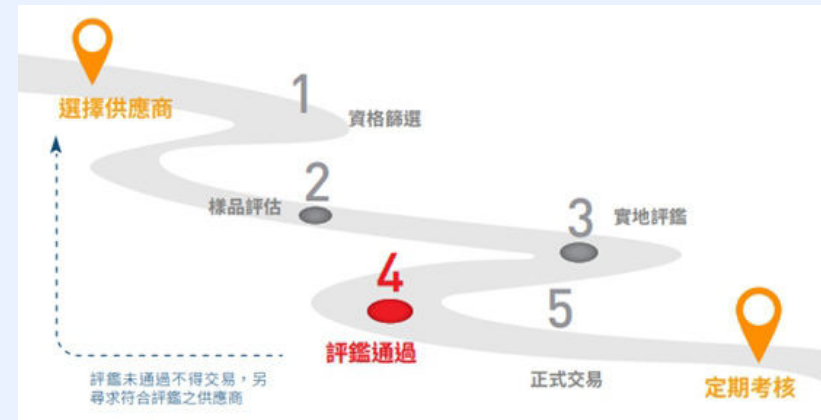 選擇供應商
1
資格篩選
2
樣品評估
3
實地評鑑
4
評鑑通過
5
正式交易
定期考核
評鑑未通過不得交易，另
尋求符合評鑑之供應商